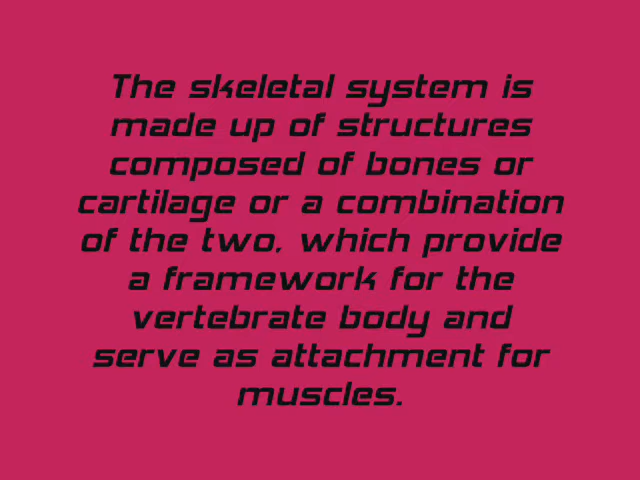 The skeletal system is
made up of structures
composed of bones or
cartilage or a combination
of the two, which provide
a framework for the
vertebrate body and
serve as attachment for
muscles.